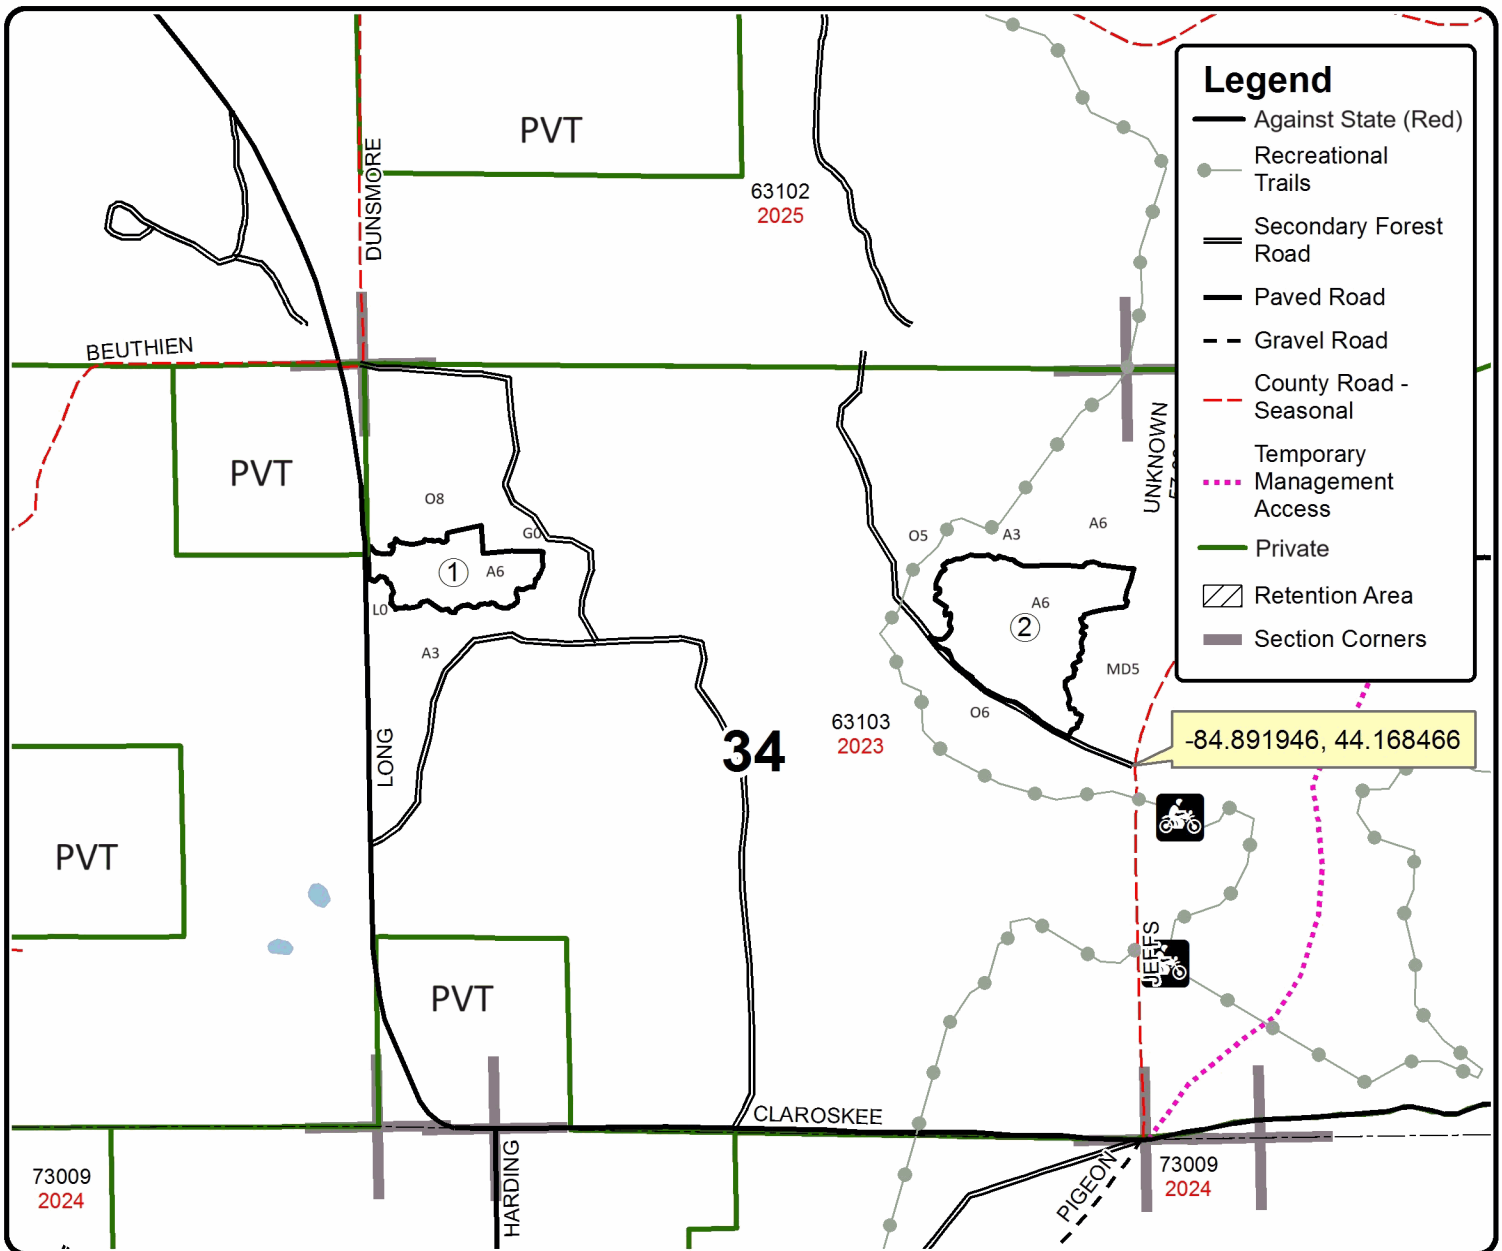 Legend
Against State (Red)
Recreational
Trails
Secondary Forest
Road
Paved Road
Gravel Road
County Road -
Seasonal
Temporary
Management
Access
Private
Retention Area
Section Corners
PVT
DUNSMORE
63102
2025
BEUTHIEN
PVT
UNKNOWN
O8
G0
O5
A3
A6
1
A6
L0
A6
2
A3
MD5
O6
63103
2023
34
-84.891946, 44.168466
LONG
PVT
JEFFS
PVT
CLAROSKEE
HARDING
PIGEON
73009
2024
73009
2024